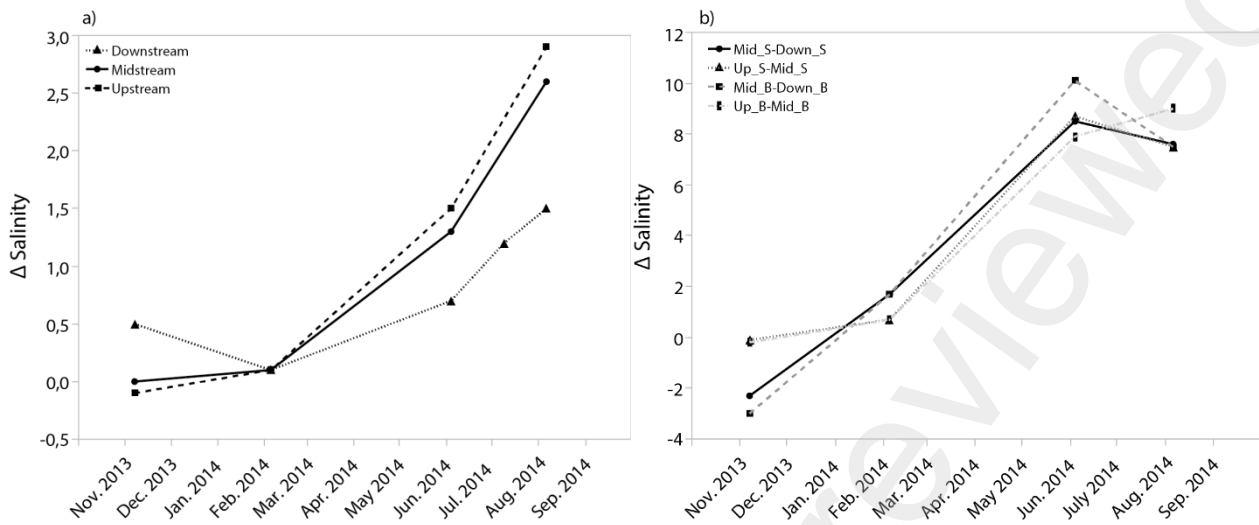 a)
3,0
2,5
2,0
1,5
1,0
0,5
0,0
-0,5
Δ Salinity
Downstream
Midstream
Upstream
Nov. 2013
Dec. 2013
Jan. 2014
Feb. 2014
Mar. 2014
Apr. 2014
May 2014
Jun. 2014
Jul. 2014
Aug. 2014
Sep. 2014
b)
12
10
8
6
4
2
0
-2
-4
Δ Salinity
Mid_S-Down_S
Up_S-Mid_S
Mid_B-Down_B
Up_B-Mid_B
Nov. 2013
Dec. 2013
Jan. 2014
Feb. 2014
Mar. 2014
Apr. 2014
May 2014
Jun. 2014
July 2014
Aug. 2014
Sep. 2014
reviewed